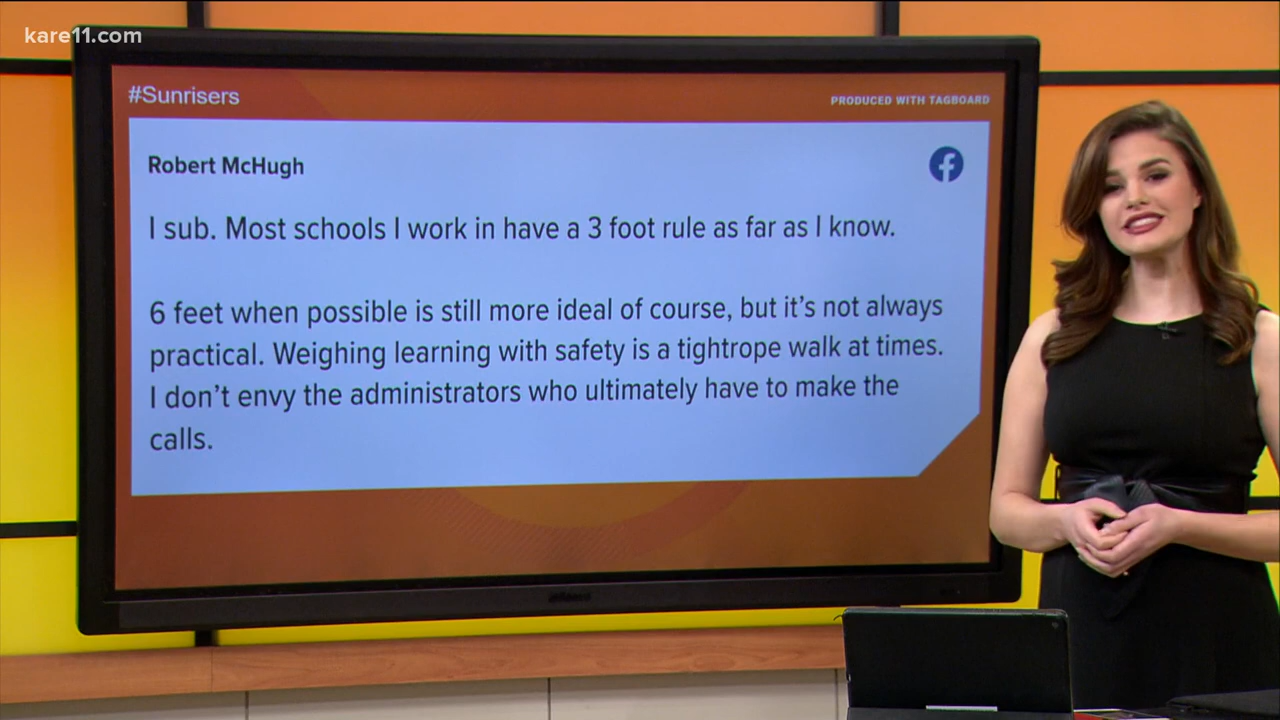 kare11.com
#Sunrisers
PRODUCED WITH TAGBOARD
Robert McHugh
I sub. Most schools I work in have a 3 foot rule as far as I know.
6 feet when possible is still more ideal of course, but it's not always
practical. Weighing learning with safety is a tightrope walk at times.
I don't envy the administrators who ultimately have to make the
calls.